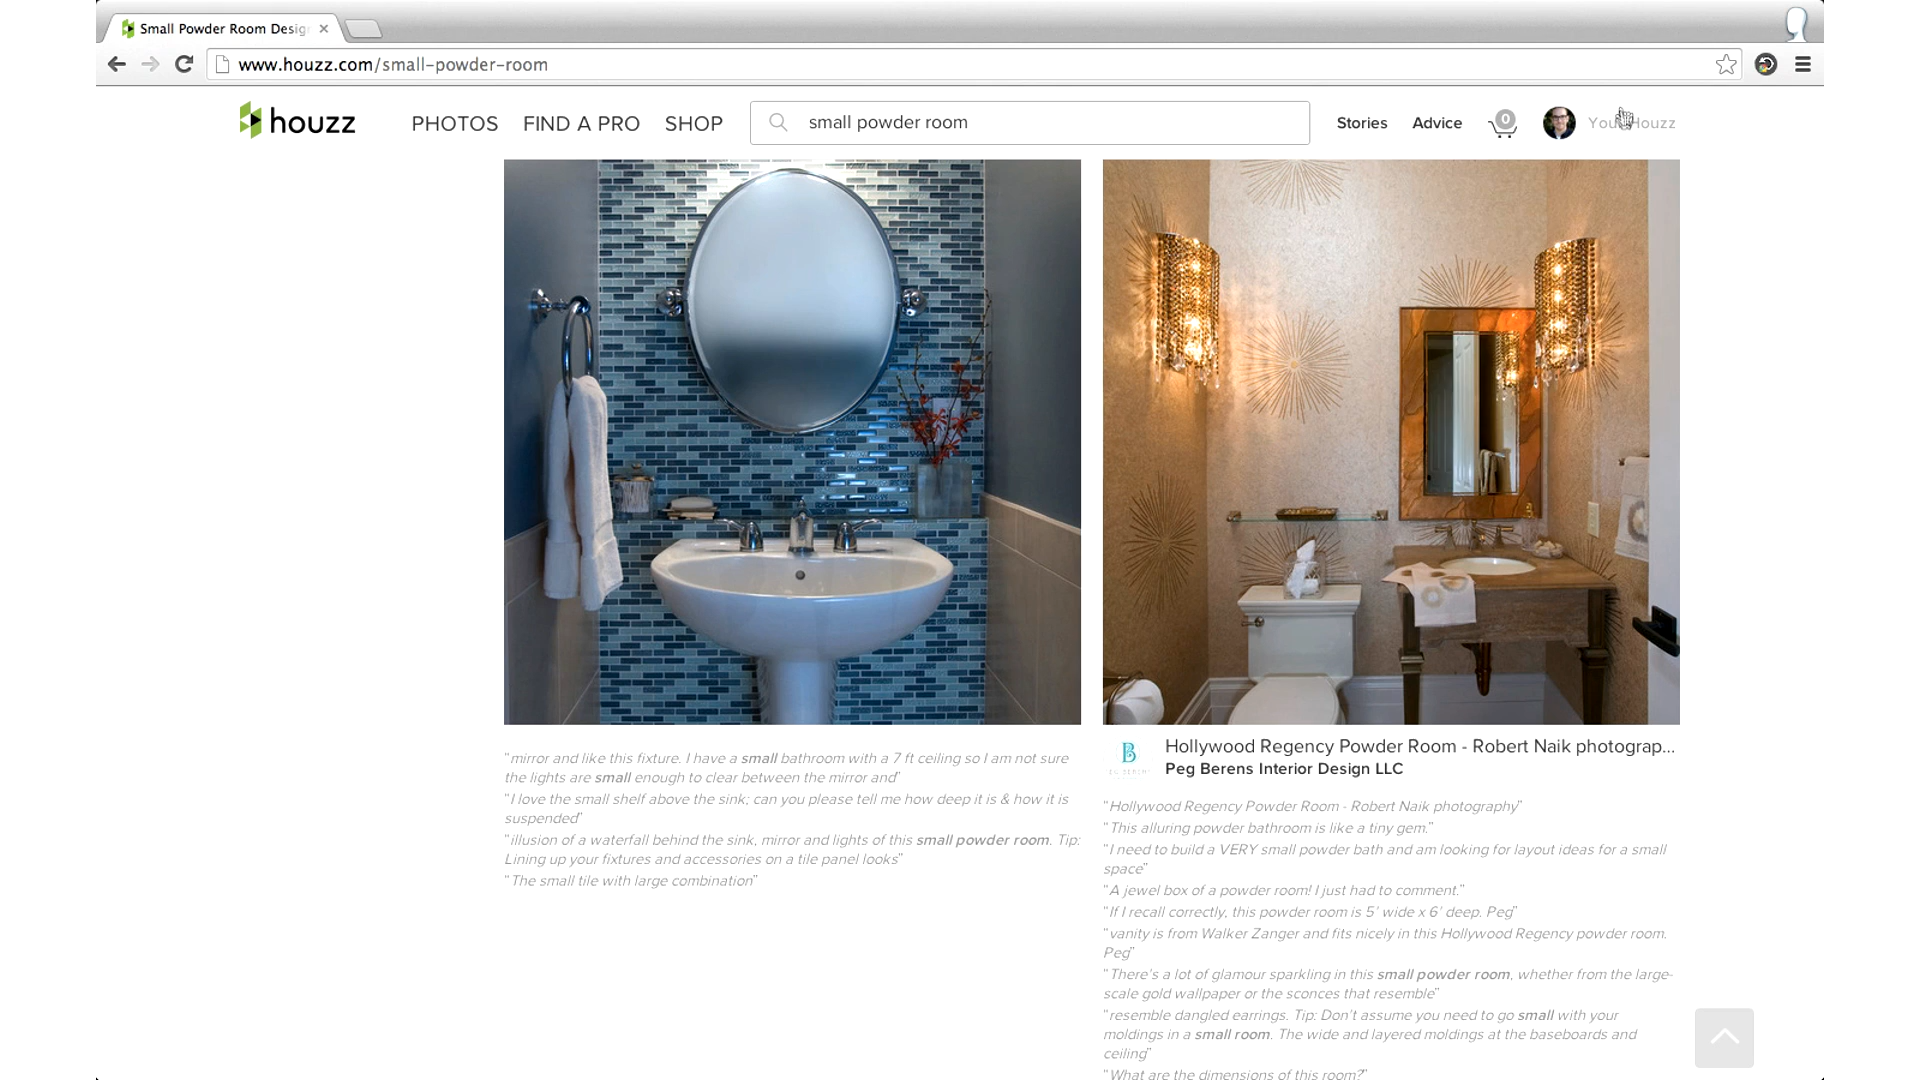 Small Powder Room Desig
www.houzz.com/small-powder-room
houzz
PHOTOS
FIND A PRO
SHOP
small powder room
Stories
Advice
0
Houzz
"mirror and like this fixture. I have a small bathroom with a 7 ft ceiling so I am not sure
the lights are small enough to clear between the mirror and"
"I love the small shelf above the sink; can you please tell me how deep it is & how it is
suspended"
"illusion of a waterfall behind the sink, mirror and lights of this small powder room. Tip:
Lining up your fixtures and accessories on a tile panel looks"
"The small tile with large combination"
B
Hollywood Regency Powder Room - Robert Naik photograp...
Peg Berens Interior Design LLC
"Hollywood Regency Powder Room - Robert Naik photography"
"This alluring powder bathroom is like a tiny gem."
"I need to build a VERY small powder bath and am looking for layout ideas for a small
space"
"A jewel box of a powder room! I just had to comment."
"If I recall correctly, this powder room is 5' wide x 6' deep. Peg"
"vanity is from Walker Zanger and fits nicely in this Hollywood Regency powder room.
Peg"
"There's a lot of glamour sparkling in this small powder room, whether from the large-
scale gold wallpaper or the sconces that resemble"
"resemble dangled earrings. Tip: Don't assume you need to go small with your
moldings in a small room. The wide and layered moldings at the baseboards and
ceiling"
"What are the dimensions of this room?"